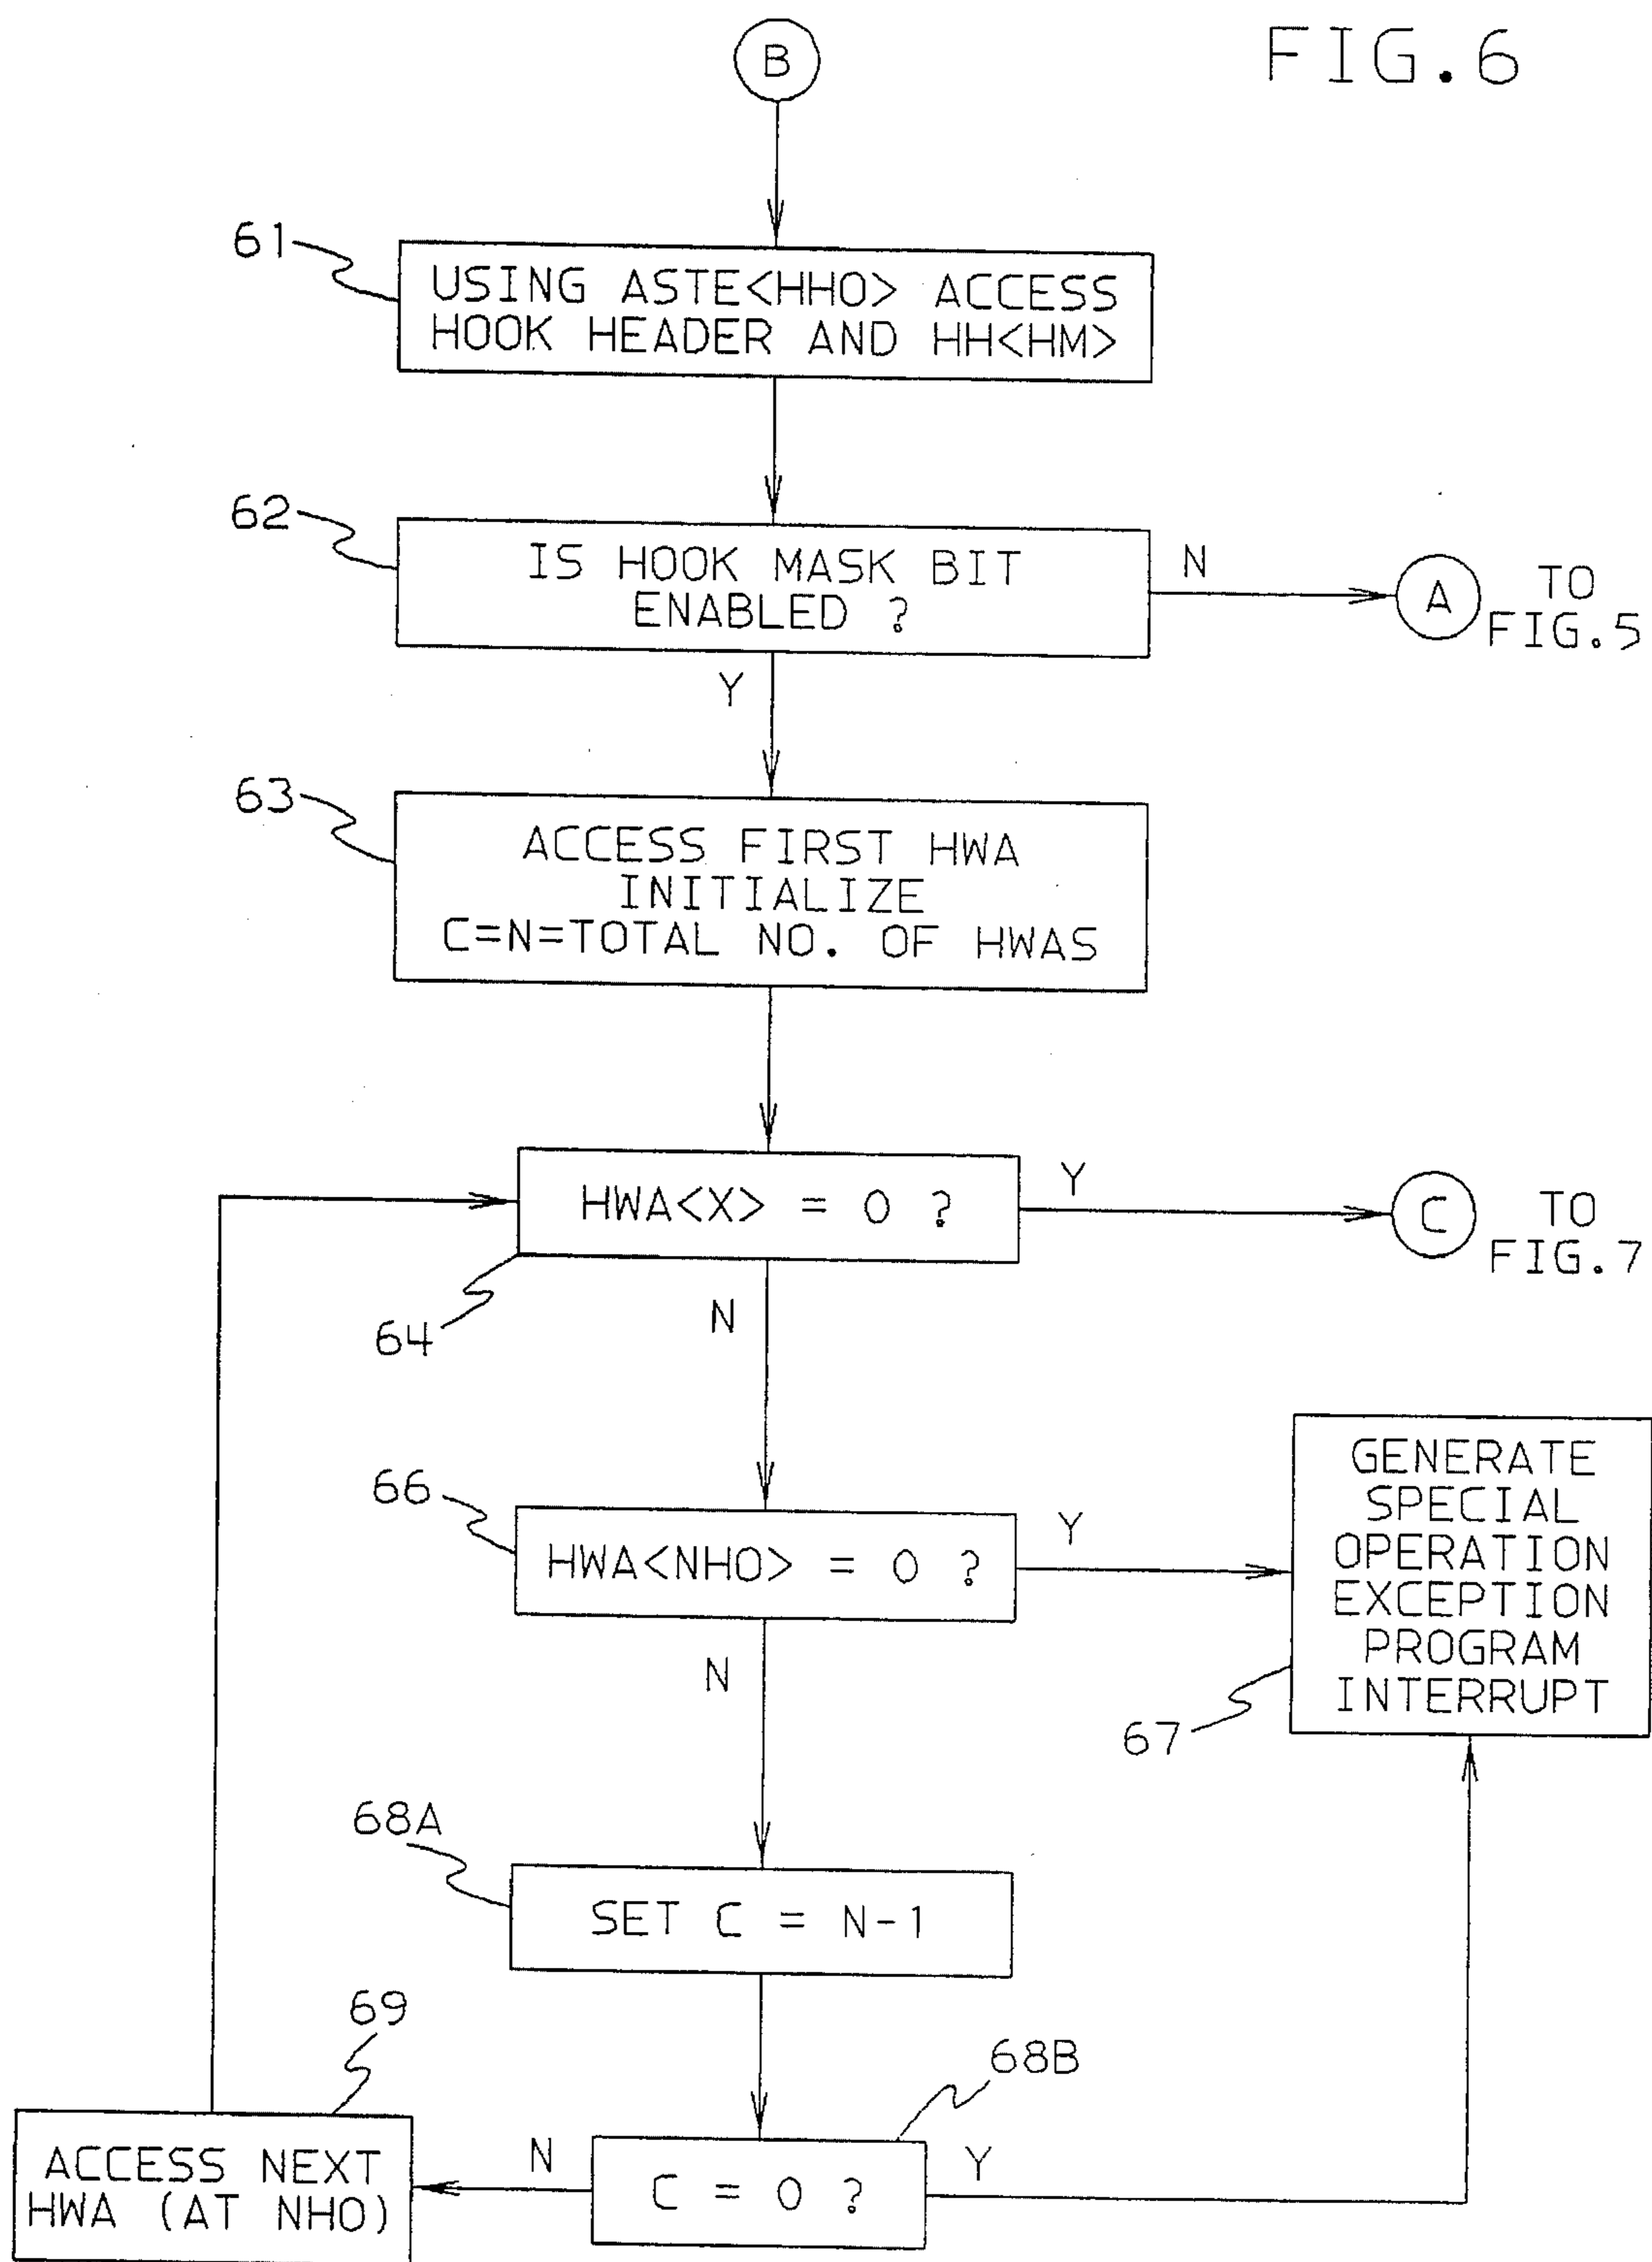 FIG.6
B
61
USING ASTE<HHO> ACCESS
HOOK HEADER AND HH<HM>
62
IS HOOK MASK BIT
ENABLED ?
N
A
TO
FIG.5
Y
63
ACCESS FIRST HWA
INITIALIZE
C=N=TOTAL NO. OF HWAS
HWA<X> = 0 ?
Y
C
TO
FIG.7
64
N
66
HWA<NHO> = 0 ?
Y
GENERATE
SPECIAL
OPERATION
EXCEPTION
PROGRAM
INTERRUPT
67
N
68A
SET C = N-1
69
68B
ACCESS NEXT
HWA (AT NHO)
N
C = 0 ?
Y